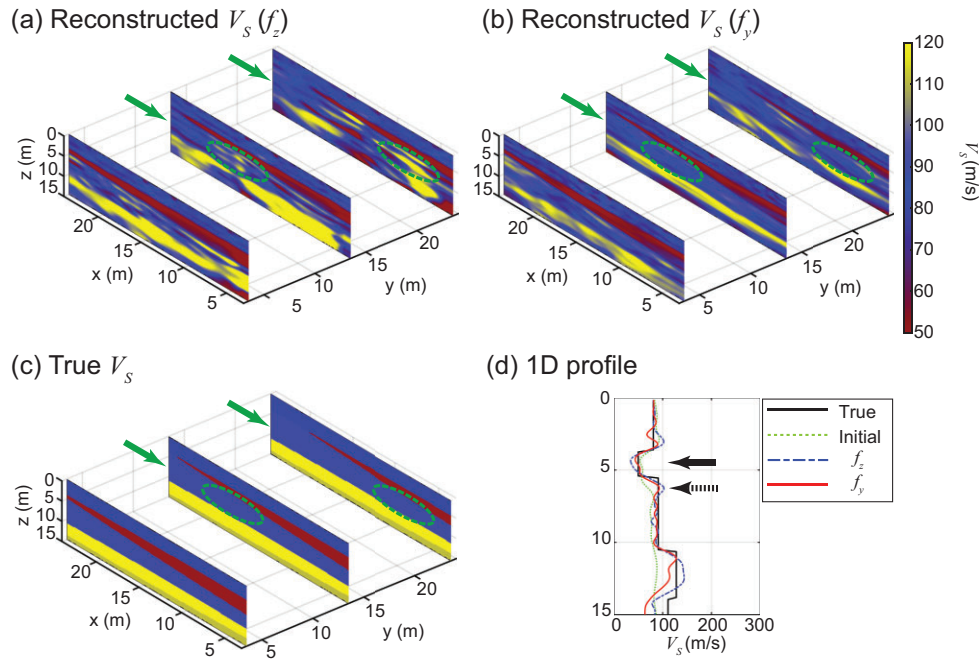 (a) Reconstructed V_S (f_z)
(b) Reconstructed V_S (f_y)
0
5
10
15
z (m)
20
15
10
5
x (m)
5
10
15
20
y (m)
0
5
10
15
z (m)
20
15
10
5
x (m)
5
10
15
20
y (m)
120
110
100
90
80
70
60
50
V_s (m/s)
(c) True V_S
(d) 1D profile
0
5
10
15
z (m)
20
15
10
5
x (m)
5
10
15
20
y (m)
0
5
10
15
0 100 200 300
V_S (m/s)
True
Initial
f_z
f_y